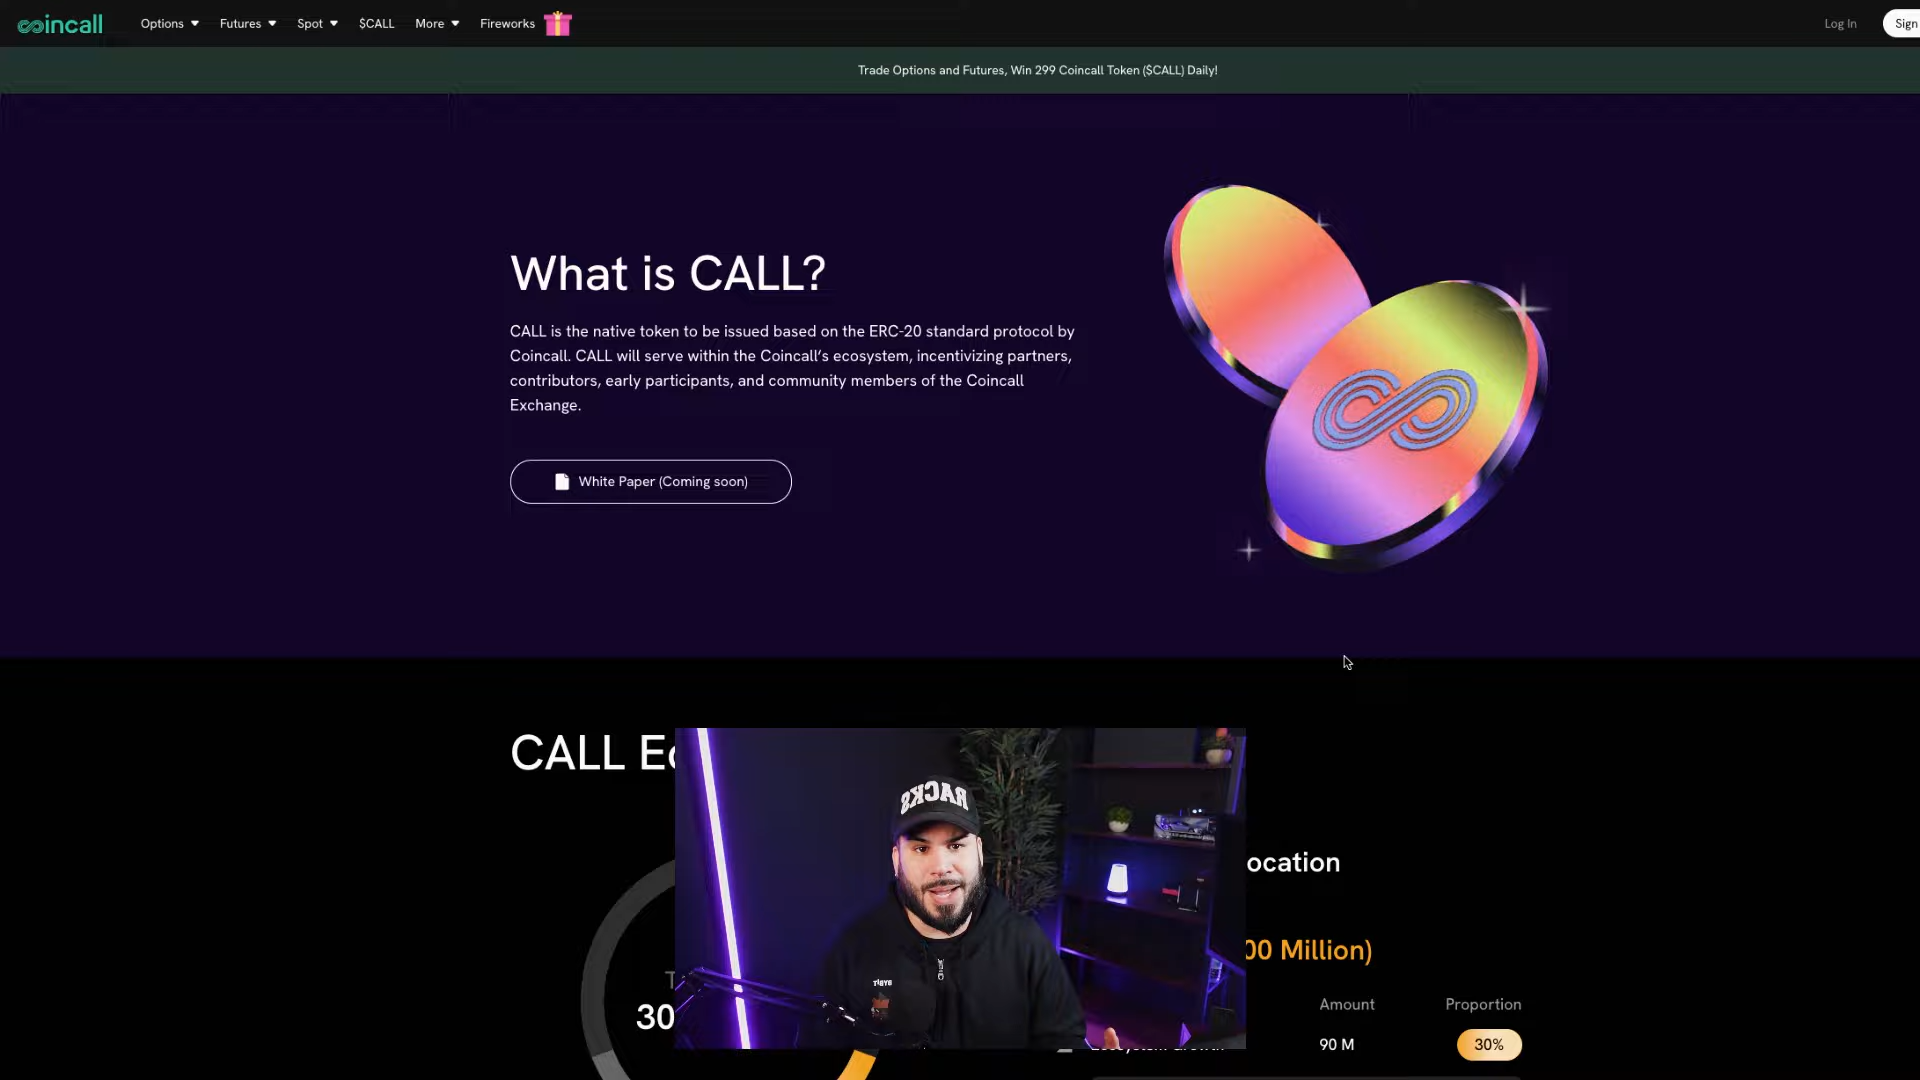 coincall
Options
Futures
Spot
$CALL
More
Fireworks
Log In
Sign
Trade Options and Futures, Win 299 Coincall Token ($CALL) Daily!
What is CALL?
CALL is the native token to be issued based on the ERC-20 standard protocol by
Coincall. CALL will serve within the Coincall's ecosystem, incentivizing partners,
contributors, early participants, and community members of the Coincall
Exchange.
White Paper (Coming soon)
CALL
RACKS
ocation
00 Million)
30
Amount
Proportion
90 M
30%